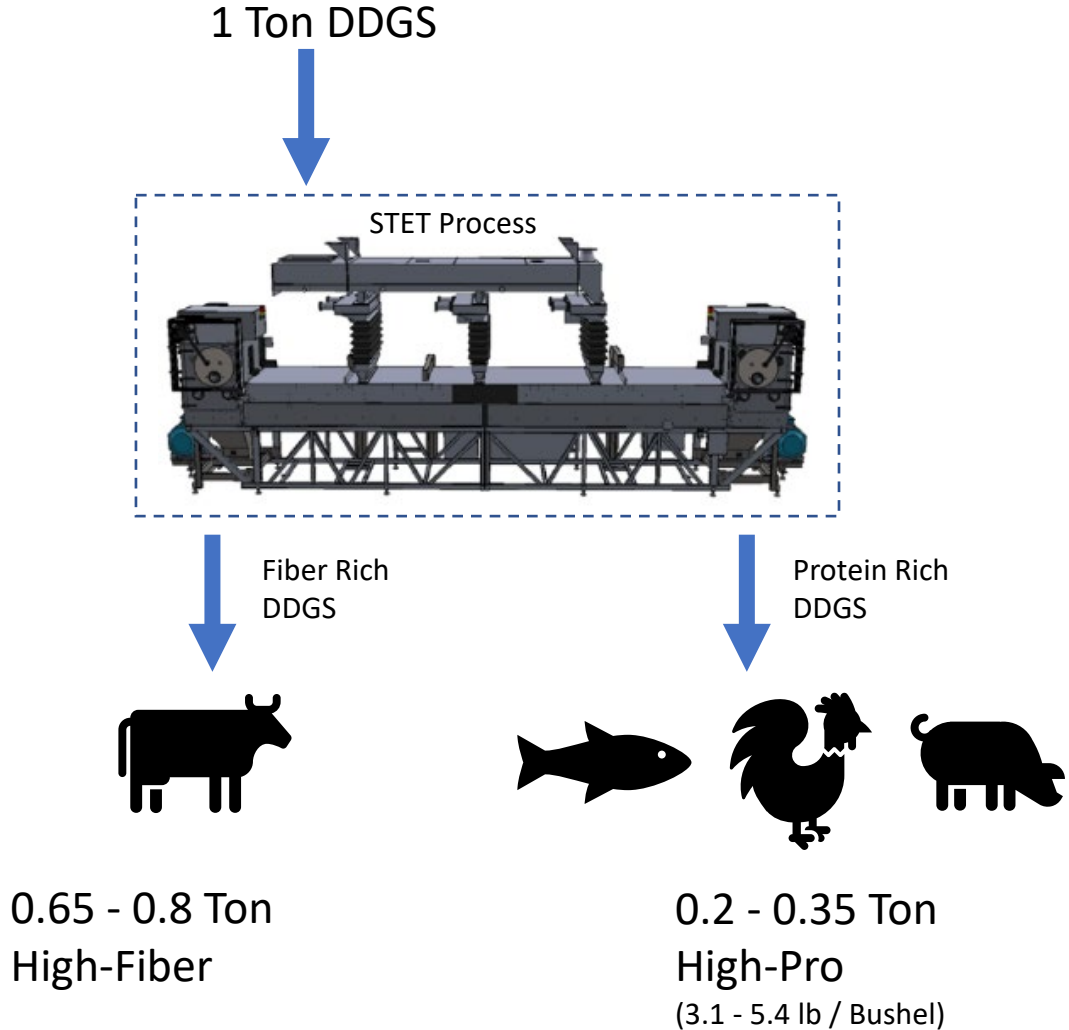 1 Ton DDGS
STET Process
Fiber Rich
DDGS
Protein Rich
DDGS
0.65 - 0.8 Ton
High-Fiber
0.2 - 0.35 Ton
High-Pro
(3.1 - 5.4 lb / Bushel)